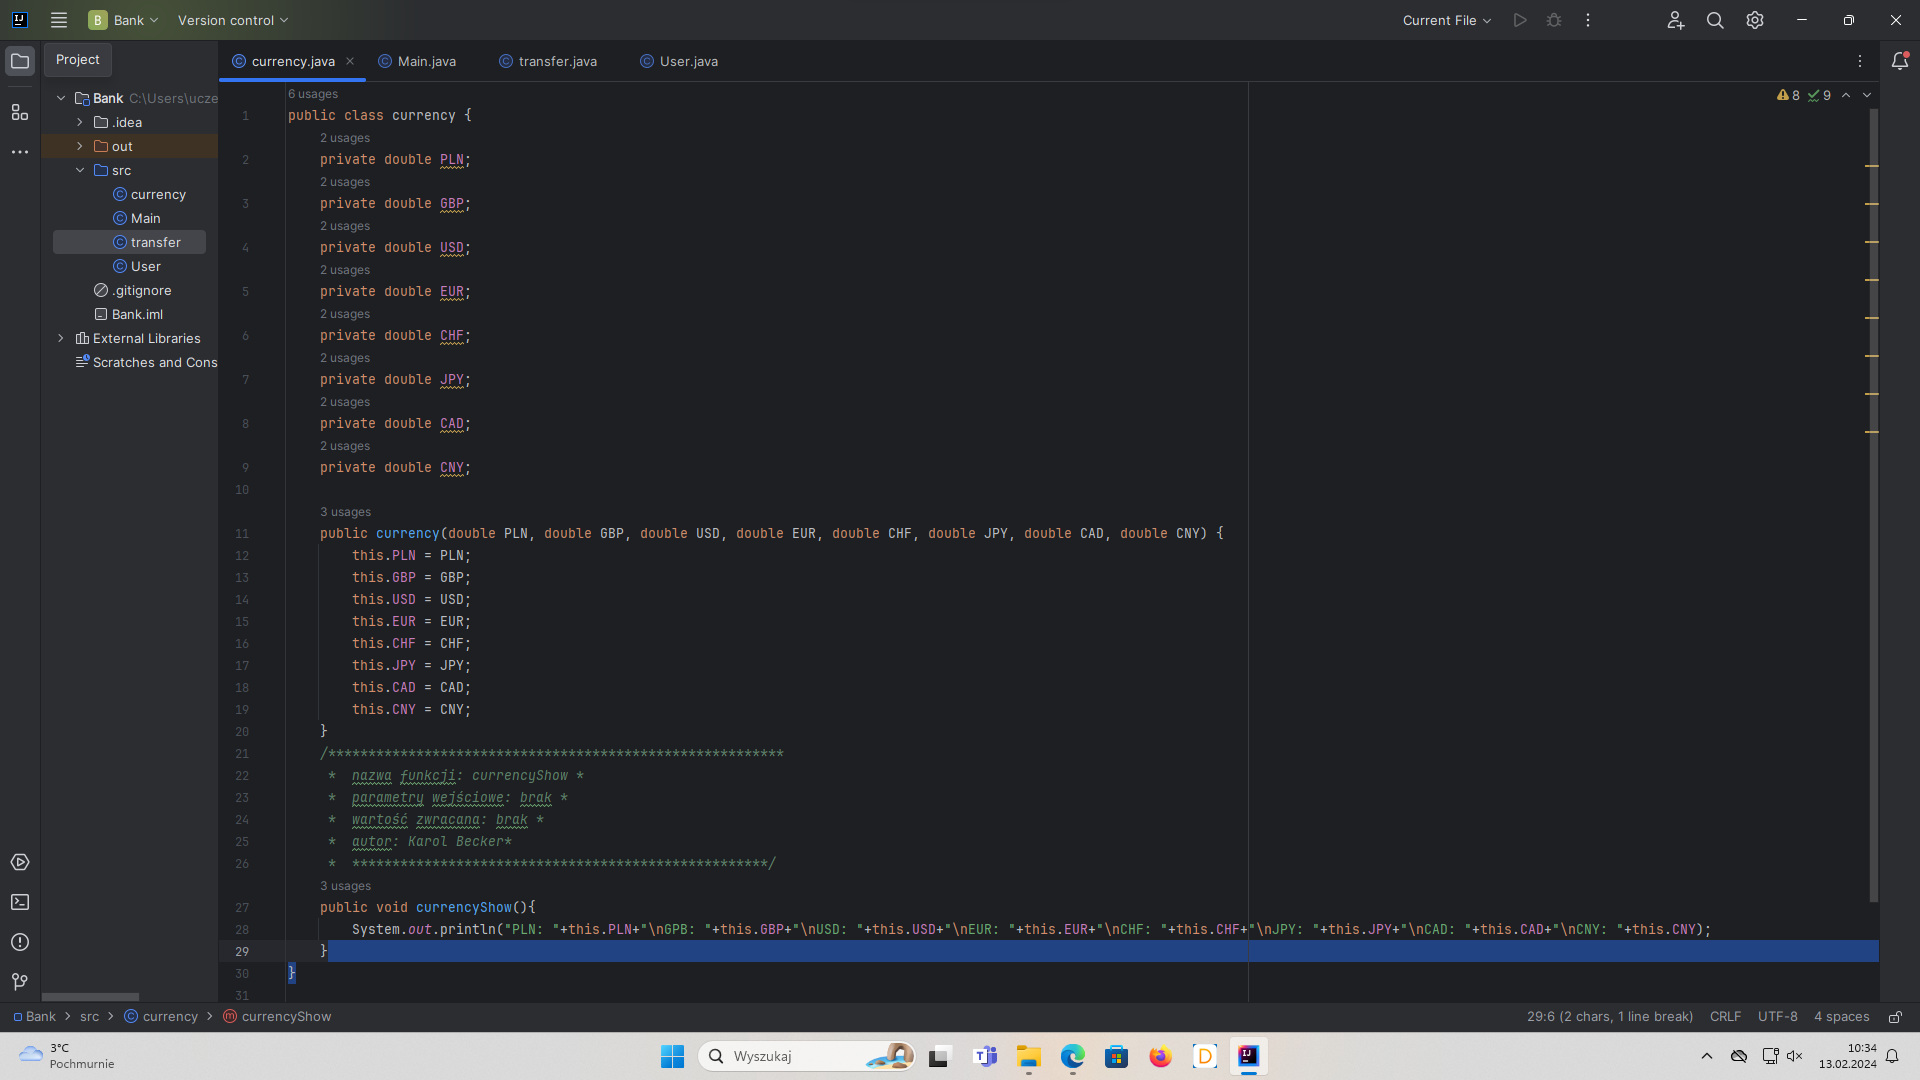 B Bank Version control Current File
Project
currency.java Main.java transfer.java User.java
Bank C:\Users\ucze
.idea
out
src
currency
Main
transfer
User
.gitignore
Bank.iml
External Libraries
Scratches and Cons
8 9
6 usages
1 public class currency {
2 usages
2 private double PLN;
2 usages
3 private double GBP;
2 usages
4 private double USD;
2 usages
5 private double EUR;
2 usages
6 private double CHF;
2 usages
7 private double JPY;
2 usages
8 private double CAD;
2 usages
9 private double CNY;
10
3 usages
11 public currency(double PLN, double GBP, double USD, double EUR, double CHF, double JPY, double CAD, double CNY) {
12 this.PLN = PLN;
13 this.GBP = GBP;
14 this.USD = USD;
15 this.EUR = EUR;
16 this.CHF = CHF;
17 this.JPY = JPY;
18 this.CAD = CAD;
19 this.CNY = CNY;
20 }
21 /*********************************************************
22 * nazwa funkcji: currencyShow *
23 * parametry wejściowe: brak *
24 * wartość zwracana: brak *
25 * autor: Karol Becker*
26 * ****************************************************/
3 usages
27 public void currencyShow(){
28 System.out.println("PLN: "+this.PLN+"\nGPB: "+this.GBP+"\nUSD: "+this.USD+"\nEUR: "+this.EUR+"\nCHF: "+this.CHF+"\nJPY: "+this.JPY+"\nCAD: "+this.CAD+"\nCNY: "+this.CNY);
29 }
30 }
31
Bank > src > currency > currencyShow 29:6 (2 chars, 1 line break) CRLF UTF-8 4 spaces
3°C
Pochmurnie
Wyszukaj
10:34
13.02.2024